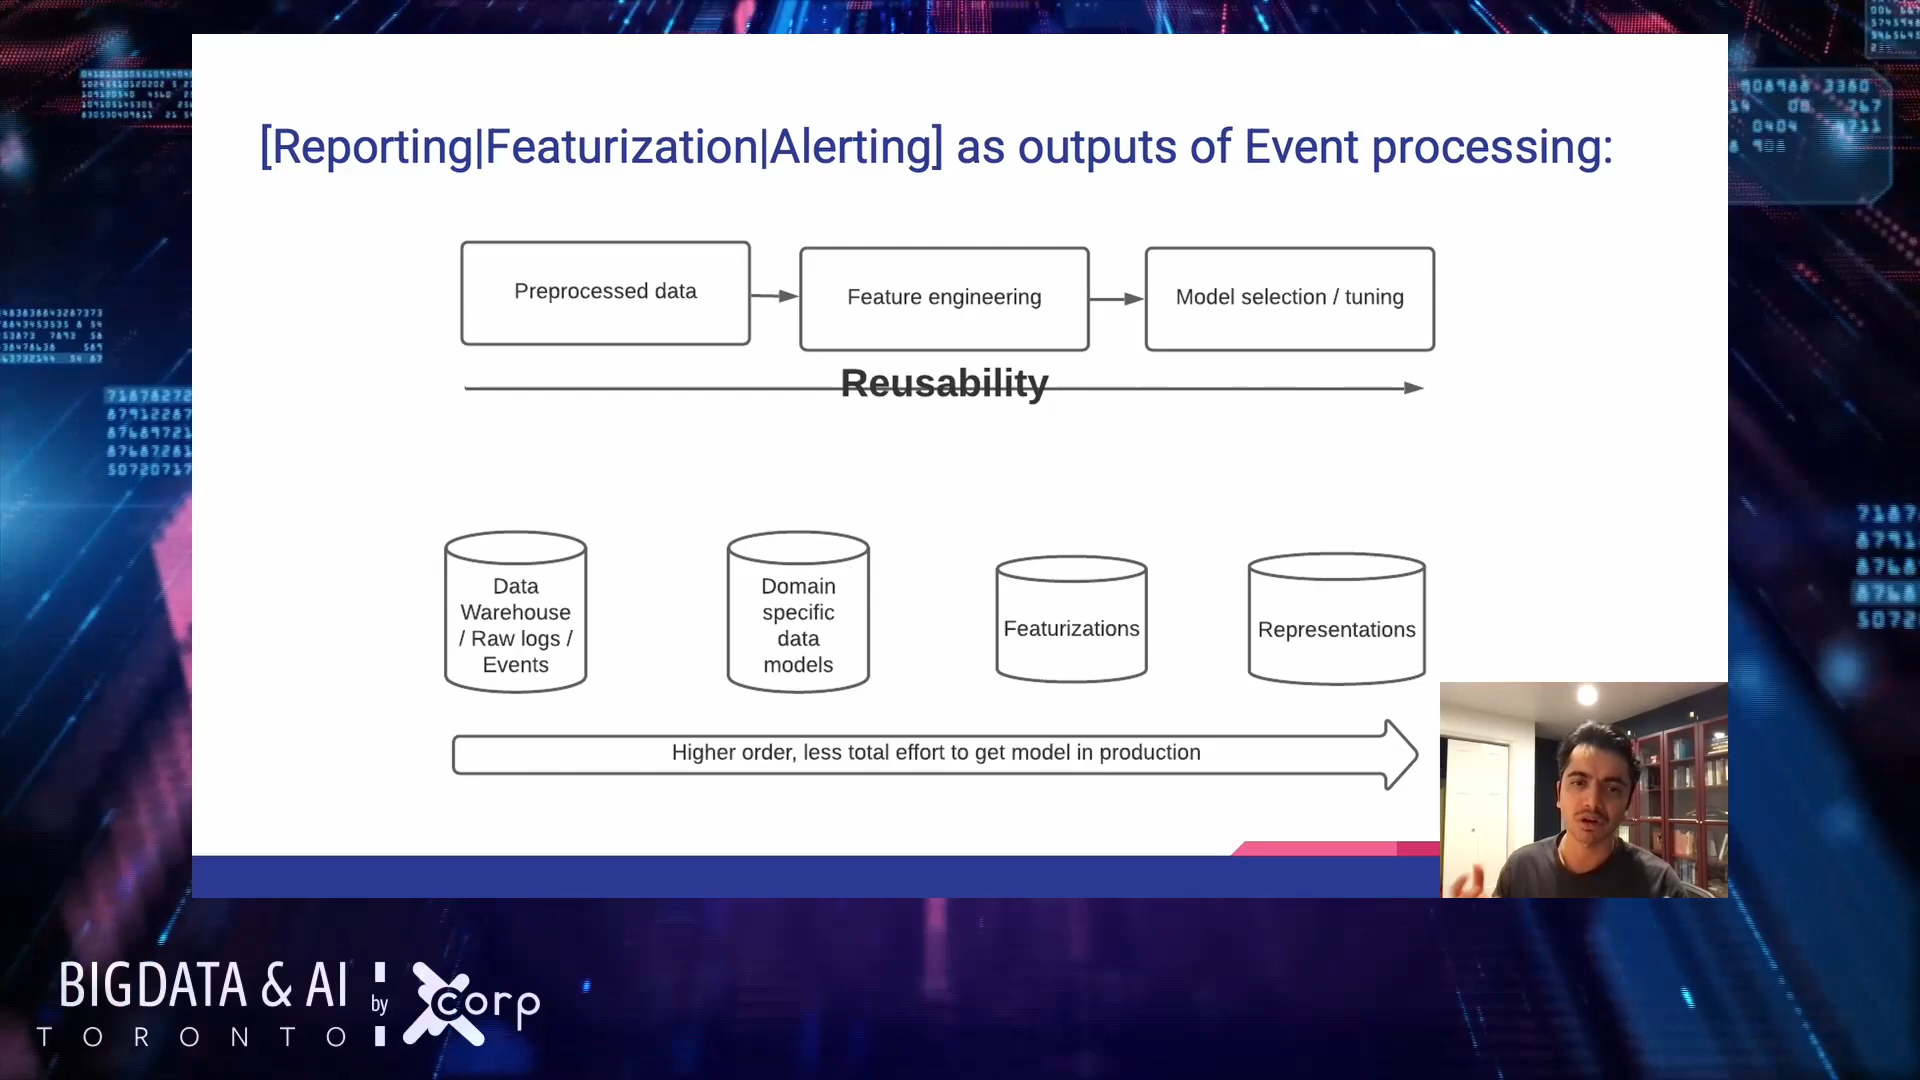 [Reporting|Featurization|Alerting] as outputs of Event processing:
Preprocessed data
Feature engineering
Model selection / tuning
Reusability
Data
Warehouse
/ Raw logs /
Events
Domain
specific
data
models
Featurizations
Representations
Higher order, less total effort to get model in production
BIGDATA & AI
TORONTO
by
corp